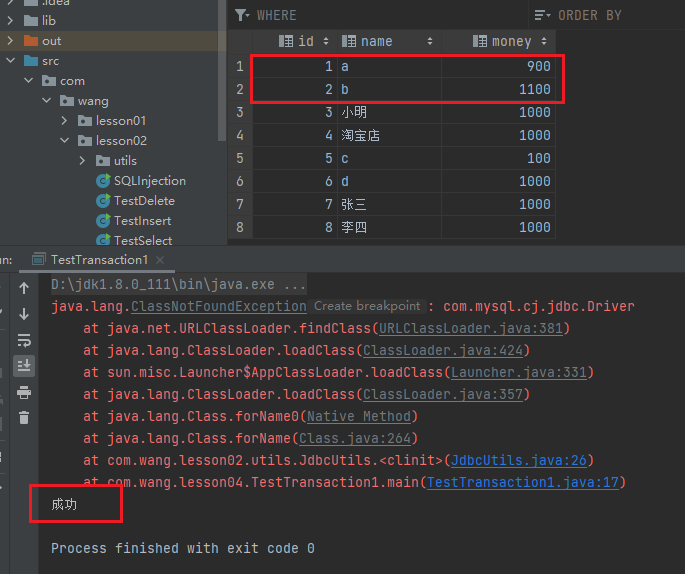 .idea
lib
out
src
com
wang
lesson01
lesson02
utils
SQLInjection
TestDelete
TestInsert
TestSelect
WHERE ORDER BY
id name money
1 1 a 900
2 2 b 1100
3 3 小明 1000
4 4 淘宝店 1000
5 5 c 100
6 6 d 1000
7 7 张三 1000
8 8 李四 1000
n: TestTransaction1
D:\jdk1.8.0_111\bin\java.exe ...
java.lang.ClassNotFoundException Create breakpoint : com.mysql.cj.jdbc.Driver
at java.net.URLClassLoader.findClass(URLClassLoader.java:381)
at java.lang.ClassLoader.loadClass(ClassLoader.java:424)
at sun.misc.Launcher$AppClassLoader.loadClass(Launcher.java:331)
at java.lang.ClassLoader.loadClass(ClassLoader.java:357)
at java.lang.Class.forName0(Native Method)
at java.lang.Class.forName(Class.java:264)
at com.wang.lesson02.utils.JdbcUtils.<clinit>(JdbcUtils.java:26)
at com.wang.lesson04.TestTransaction1.main(TestTransaction1.java:17)
成功
Process finished with exit code 0